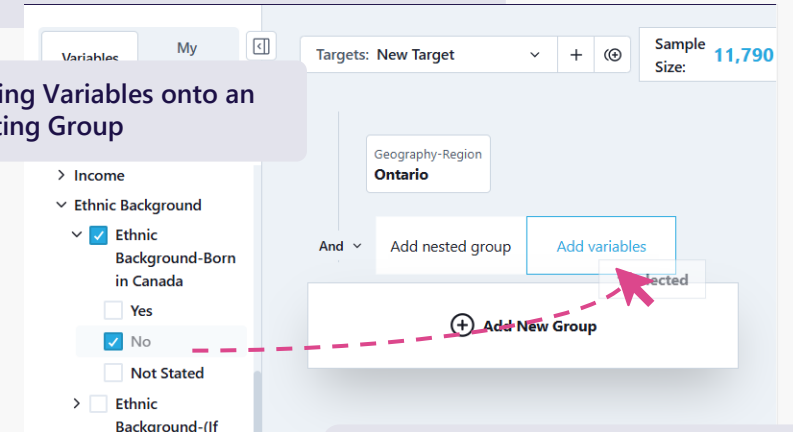 Variables
My
Targets: New Target
Sample
Size:
11,790
ing Variables onto an
ting Group
Geography-Region
Ontario
Income
Ethnic Background
Ethnic
Background-Born
in Canada
Yes
No
Not Stated
Ethnic
Background-(If
And
Add nested group
Add variables
ected
Add New Group